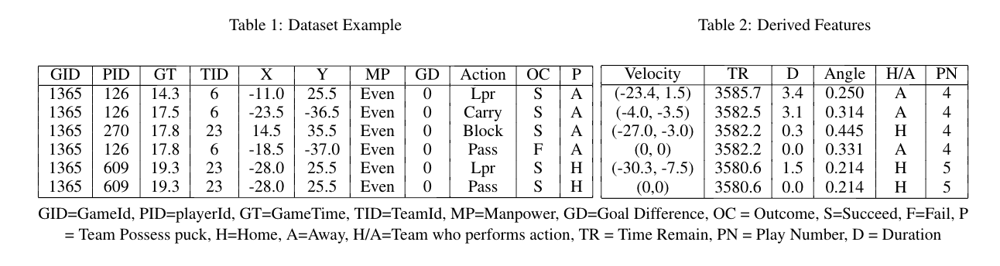 Table 1: Dataset Example
GID PID GT TID X Y MP GD Action OC P
1365 126 14.3 6 -11.0 25.5 Even 0 Lpr S A
1365 126 17.5 6 -23.5 -36.5 Even 0 Carry S A
1365 270 17.8 23 14.5 35.5 Even 0 Block S A
1365 126 17.8 6 -18.5 -37.0 Even 0 Pass F A
1365 609 19.3 23 -28.0 25.5 Even 0 Lpr S H
1365 609 19.3 23 -28.0 25.5 Even 0 Pass S H
Table 2: Derived Features
Velocity TR D Angle H/A PN
(-23.4, 1.5) 3585.7 3.4 0.250 A 4
(-4.0, -3.5) 3582.5 3.1 0.314 A 4
(-27.0, -3.0) 3582.2 0.3 0.445 H 4
(0, 0) 3582.2 0.0 0.331 A 4
(-30.3, -7.5) 3580.6 1.5 0.214 H 5
(0,0) 3580.6 0.0 0.214 H 5
GID=GameId, PID=playerId, GT=GameTime, TID=TeamId, MP=Manpower, GD=Goal Difference, OC = Outcome, S=Succeed, F=Fail, P
= Team Possess puck, H=Home, A=Away, H/A=Team who performs action, TR = Time Remain, PN = Play Number, D = Duration